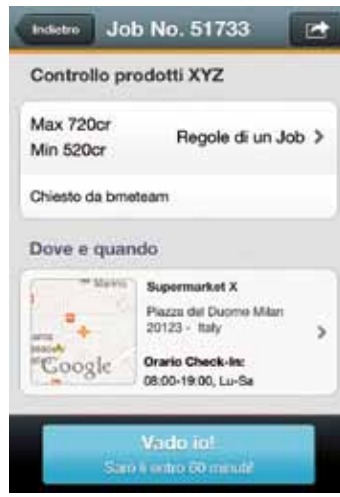 Indietro
Job No. 51733
Controllo prodotti XYZ
Max 720cr
Min 520cr
Regole di un Job
Chiesto da bmeteam
Dove e quando
Supermarket X
Piazza del Duomo Milan
20123 - Italy
Orario Check-In:
08:00-19:00, Lu-Sa
Google
Vado io!
Sarò lì entro 60 minuti!